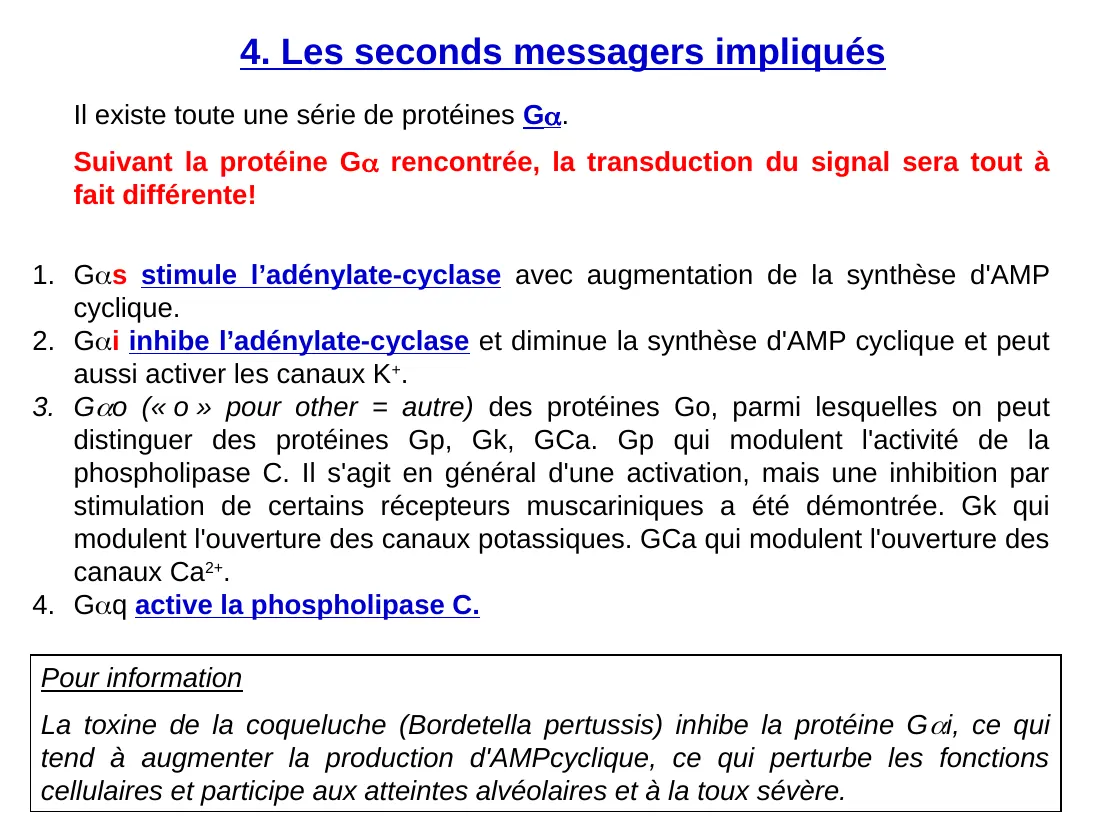 4. Les seconds messagers impliqués
Il existe toute une série de protéines Gα.
Suivant la protéine Gα rencontrée, la transduction du signal sera tout à
fait différente!
1. Gαs stimule l’adénylate-cyclase avec augmentation de la synthèse d'AMP
cyclique.
2. Gαi inhibe l’adénylate-cyclase et diminue la synthèse d'AMP cyclique et peut
aussi activer les canaux K⁺.
3. Gαo (« o » pour other = autre) des protéines Go, parmi lesquelles on peut
distinguer des protéines Gp, Gk, GCa. Gp qui modulent l'activité de la
phospholipase C. Il s'agit en général d'une activation, mais une inhibition par
stimulation de certains récepteurs muscariniques a été démontrée. Gk qui
modulent l'ouverture des canaux potassiques. GCa qui modulent l'ouverture des
canaux Ca²⁺.
4. Gαq active la phospholipase C.
Pour information
La toxine de la coqueluche (Bordetella pertussis) inhibe la protéine Gαi, ce qui
tend à augmenter la production d'AMPcyclique, ce qui perturbe les fonctions
cellulaires et participe aux atteintes alvéolaires et à la toux sévère.